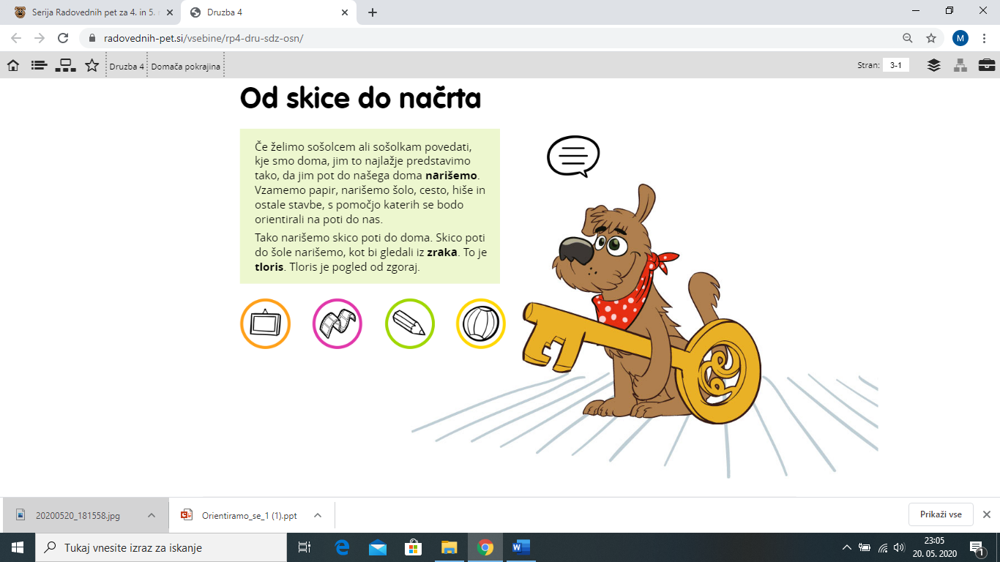 Serija Radovednih pet za 4. in 5. r
Druzba 4
radovednih-pet.si/vsebine/rp4-dru-sdz-osn/
M
Druzba 4
Domača pokrajina
Stran:
3-1
Od skice do načrta
Če želimo sošolcem ali sošolkam povedati,
kje smo doma, jim to najlažje predstavimo
tako, da jim pot do našega doma narišemo.
Vzamemo papir, narišemo šolo, cesto, hiše in
ostale stavbe, s pomočjo katerih se bodo
orientirali na poti do nas.
Tako narišemo skico poti do doma. Skico poti
do šole narišemo, kot bi gledali iz zraka. To je
tloris. Tloris je pogled od zgoraj.
20200520_181558.jpg
Orientiramo_se_1 (1).ppt
Prikaži vse
Tukaj vnesite izraz za iskanje
23:05
20. 05. 2020
1